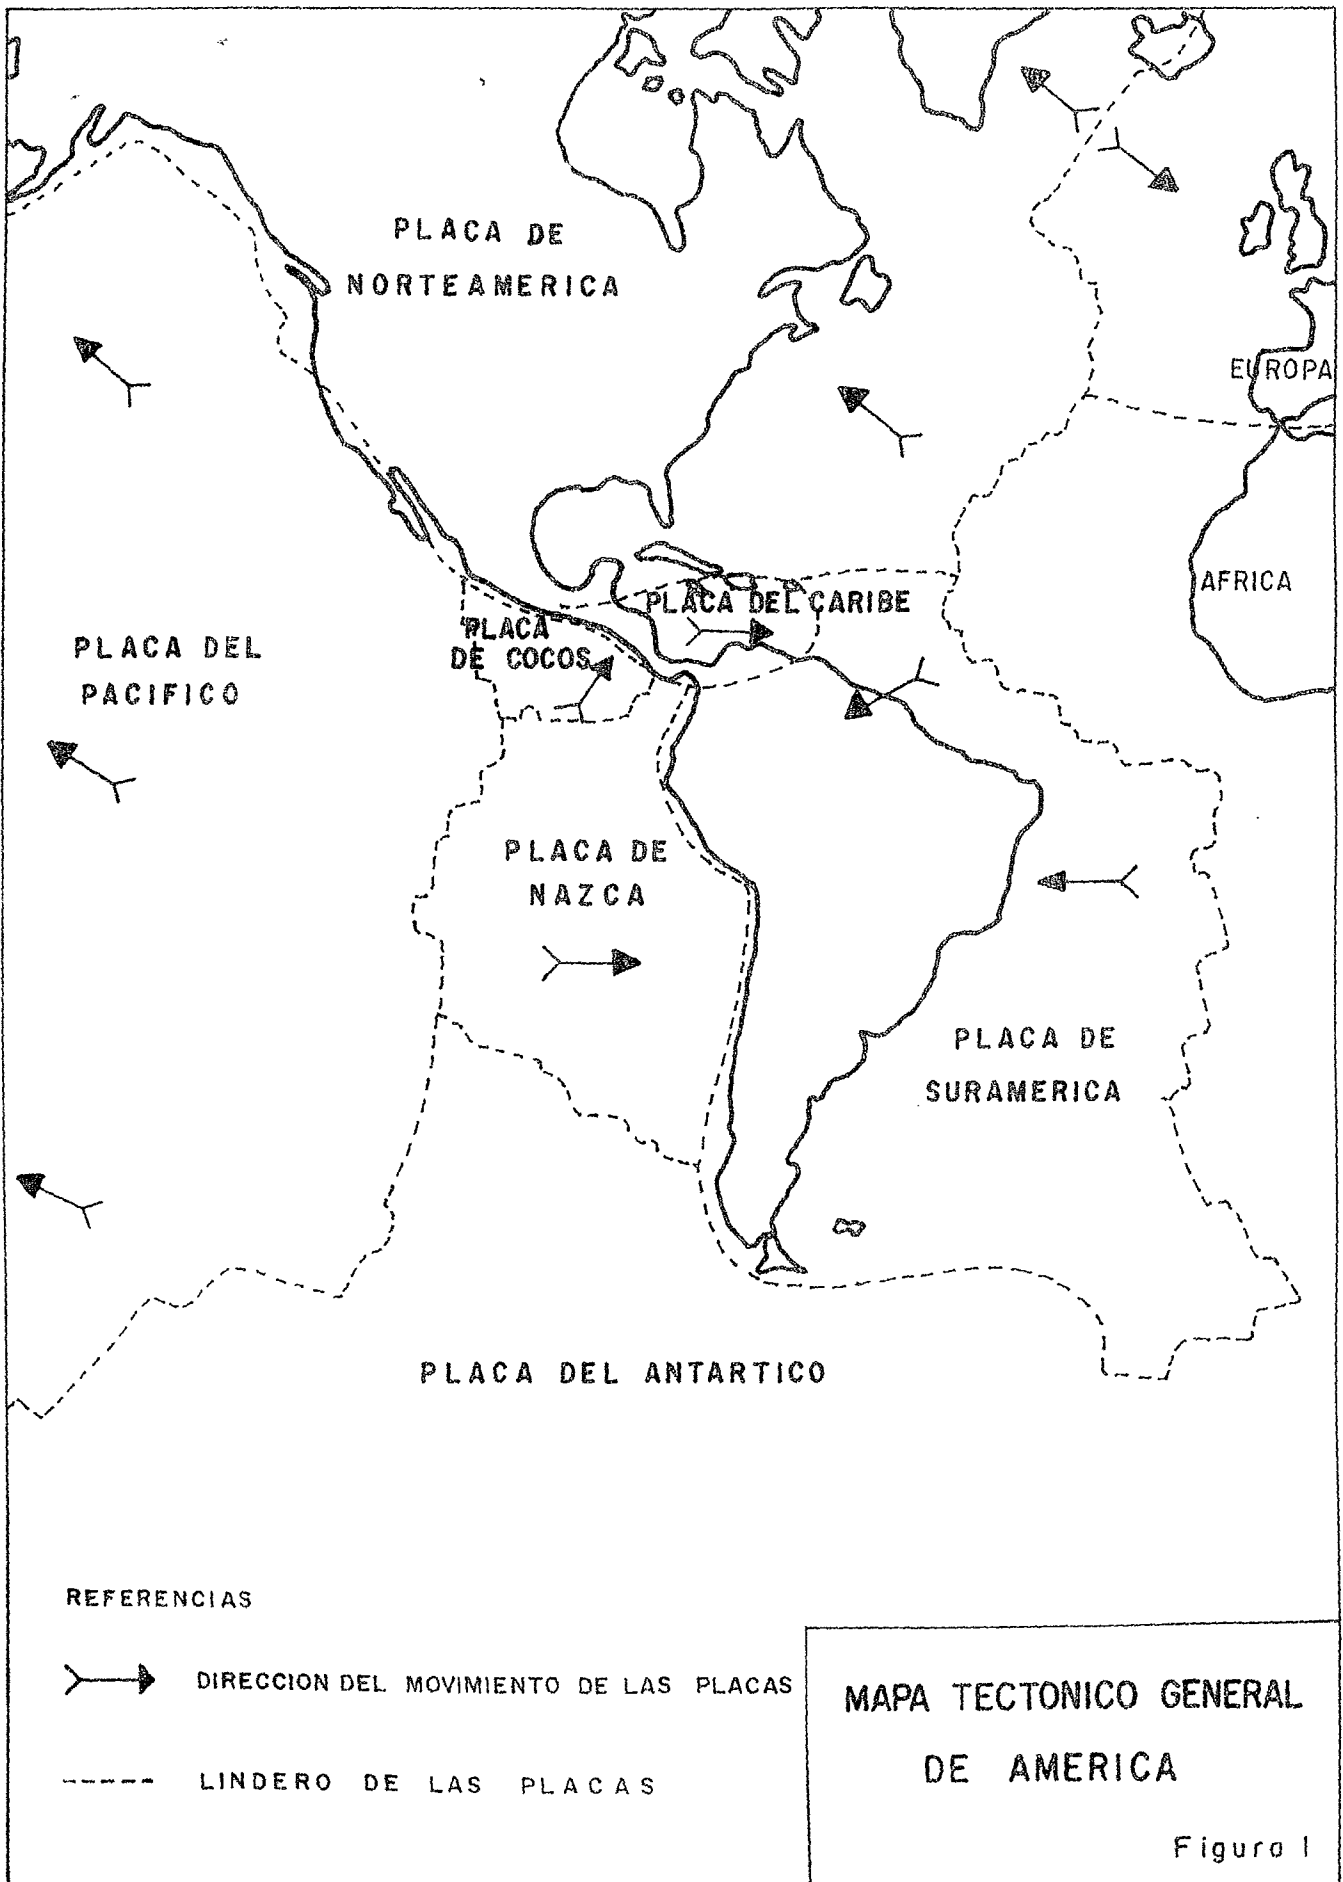 PLACA DE
NORTEAMERICA
EUROPA
AFRICA
PLACA DEL CARIBE
PLACA
DE COCOS
PLACA DEL
PACIFICO
PLACA DE
NAZCA
PLACA DE
SURAMERICA
PLACA DEL ANTARTICO
REFERENCIAS
DIRECCION DEL MOVIMIENTO DE LAS PLACAS
LINDERO DE LAS PLACAS
MAPA TECTONICO GENERAL
DE AMERICA
Figura 1